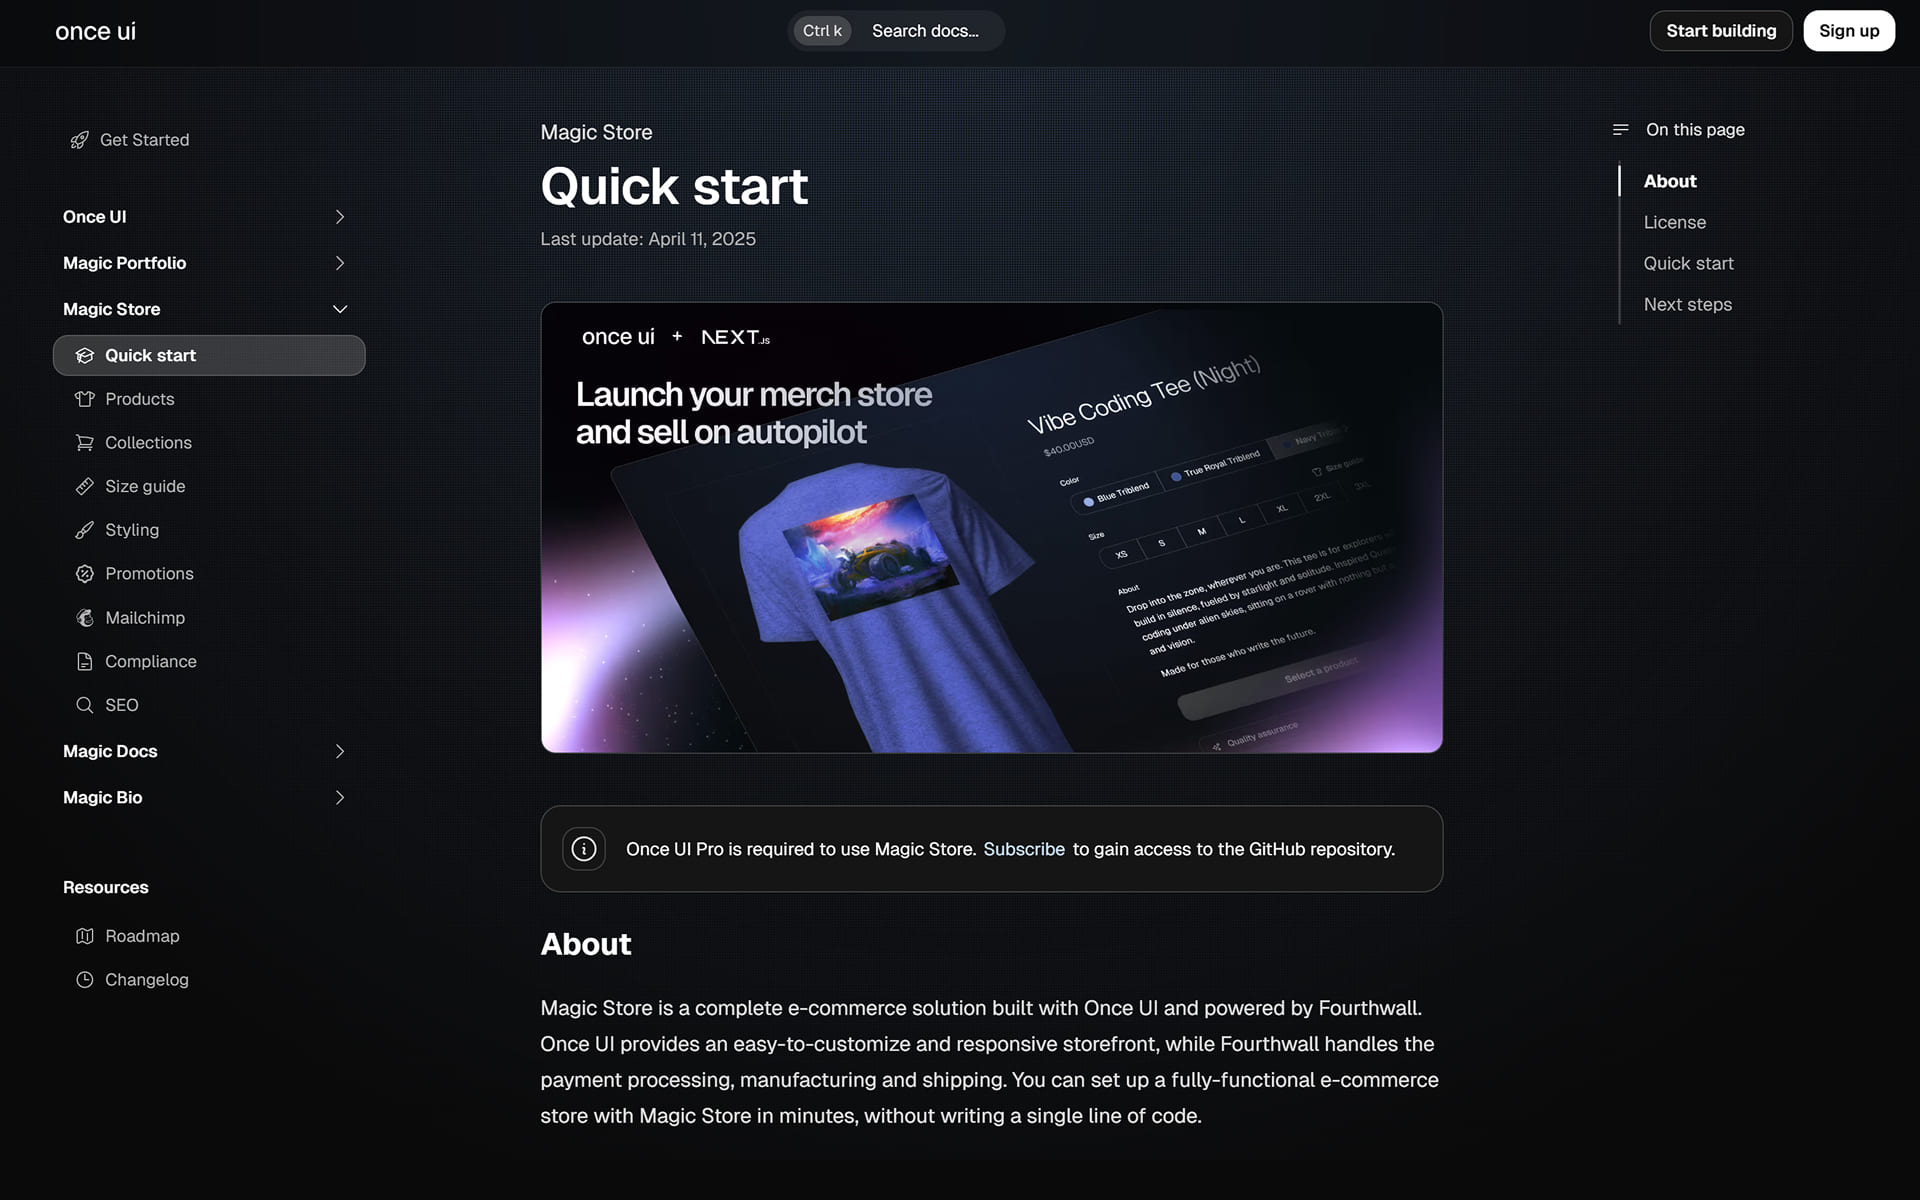 once ui
Ctrl k
Search docs...
Start building
Sign up
Get Started
Once UI
Magic Portfolio
Magic Store
Quick start
Products
Collections
Size guide
Styling
Promotions
Mailchimp
Compliance
SEO
Magic Docs
Magic Bio
Resources
Roadmap
Changelog
Magic Store
Quick start
Last update: April 11, 2025
once ui + NEXT.JS
Launch your merch store
and sell on autopilot
Vibe Coding Tee (Night)
$40.00USD
Color
Blue Triblend
True Royal Triblend
Navy
Size guide
Size
XS
S
M
L
XL
2XL
3XL
About
Drop into the zone, wherever you are. This tee is for explorers
build in silence, fueled by starlight and solitude. Inspired
coding under alien skies, sitting on a rover with nothing but
and vision.
Made for those who write the future.
Select a product
Quality assurance
Once UI Pro is required to use Magic Store. Subscribe to gain access to the GitHub repository.
About
Magic Store is a complete e-commerce solution built with Once UI and powered by Fourthwall.
Once UI provides an easy-to-customize and responsive storefront, while Fourthwall handles the
payment processing, manufacturing and shipping. You can set up a fully-functional e-commerce
store with Magic Store in minutes, without writing a single line of code.
On this page
About
License
Quick start
Next steps